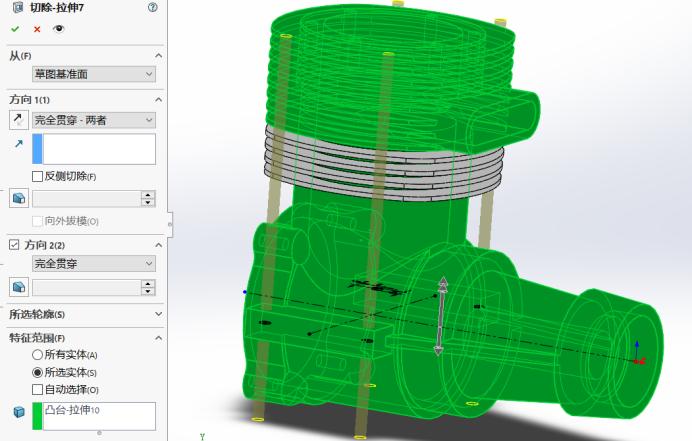 切除-拉伸7
从(F)
草图基准面
方向 1(1)
完全贯穿 - 两者
反侧切除(F)
向外拔模(O)
方向 2(2)
完全贯穿
所选轮廓(S)
特征范围(F)
所有实体(A)
所选实体(S)
自动选择(O)
凸台-拉伸10
Y